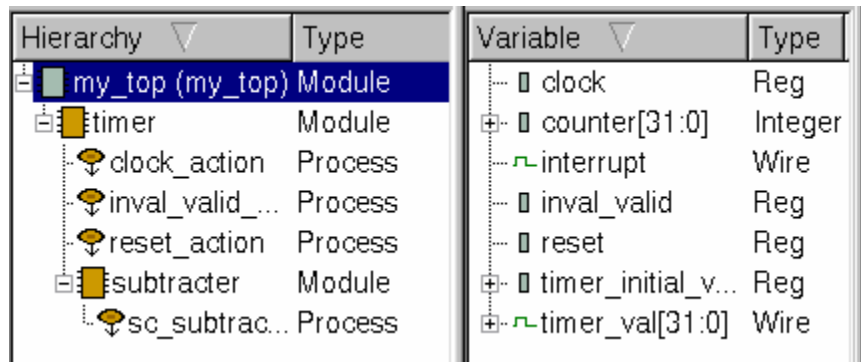 Hierarchy Type
my_top (my_top) Module
timer Module
clock_action Process
inval_valid_... Process
reset_action Process
subtracter Module
sc_subtrac... Process
Variable Type
clock Reg
counter[31:0] Integer
interrupt Wire
inval_valid Reg
reset Reg
timer_initial_v... Reg
timer_val[31:0] Wire